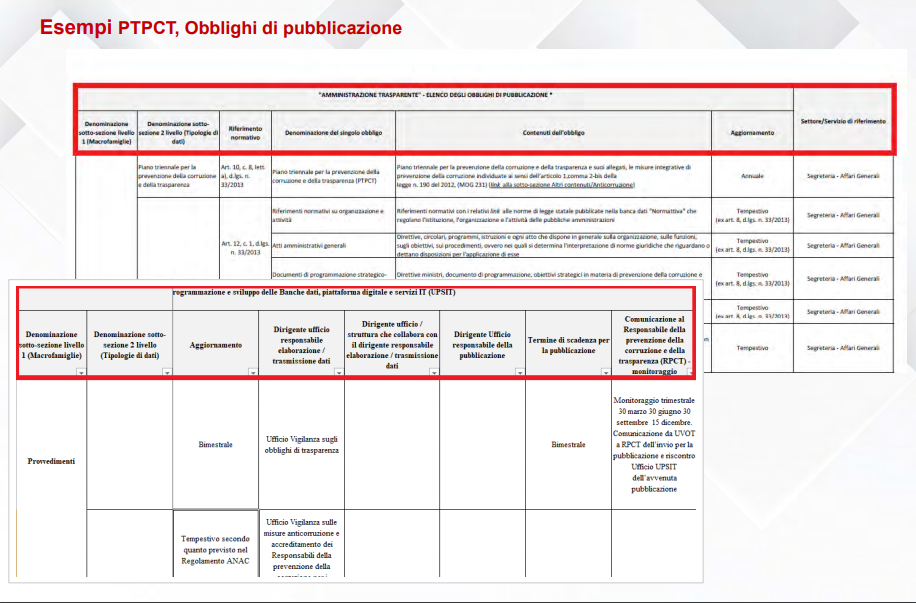 Esempi PTPCT, Obblighi di pubblicazione
"AMMINISTRAZIONE TRASPARENTE" - ELENCO DEGLI OBBLIGHI DI PUBBLICAZIONE *
Denominazione
sotto-sezione livello
1 (Macrofamiglie)
Denominazione sotto-
sezione 2 livello (Tipologie di
dati)
Riferimento
normativo
Denominazione del singolo obbligo
Contenuti dell'obbligo
Aggiornamento
Settore/Servizio di riferimento
Piano triennale per la
prevenzione della corruzione
e della trasparenza
Art. 10, c. 8, lett.
a), d.lgs. n.
33/2013
Piano triennale per la prevenzione della
corruzione e della trasparenza (PTPCT)
Piano triennale per la prevenzione della corruzione e della trasparenza e suoi allegati, le misure integrative di
prevenzione della corruzione individuate ai sensi dell'articolo 1,comma 2-bis della
legge n. 190 del 2012, (MOG 231) (link alla sotto-sezione Altri contenuti/Anticorruzione)
Annuale
Segreteria - Affari Generali
Art. 12, c. 1, d.lgs.
n. 33/2013
Riferimenti normativi su organizzazione e
attività
Riferimenti normativi con i relativi link alle norme di legge statale pubblicate nella banca dati "Normattiva" che
regolano l'istituzione, l'organizzazione e l'attività delle pubbliche amministrazioni
Tempestivo
(ex art. 8, d.lgs. n. 33/2013)
Segreteria - Affari Generali
Atti amministrativi generali
Direttive, circolari, programmi, istruzioni e ogni atto che dispone in generale sulla organizzazione, sulle funzioni,
sugli obiettivi, sui procedimenti, ovvero nei quali si determina l'interpretazione di norme giuridiche che riguardano o
dettano disposizioni per l'applicazione di esse
Tempestivo
(ex art. 8, d.lgs. n. 33/2013)
Segreteria - Affari Generali
Documenti di programmazione strategico-
Direttive ministri, documento di programmazione, obiettivi strategici in materia di prevenzione della corruzione e
Tempestivo
(ex art. 8, d.lgs. n. 33/2013)
Segreteria - Affari Generali
Tempestivo
(ex art. 8, d.lgs. n. 33/2013)
Segreteria - Affari Generali
Tempestivo
Segreteria - Affari Generali
rogrammazione e sviluppo delle Banche dati, piattaforma digitale e servizi IT (UPSIT)
Denominazione
sotto-sezione livello
1 (Macrofamiglie)
Denominazione sotto-
sezione 2 livello
(Tipologie di dati)
Aggiornamento
Dirigente ufficio
responsabile
elaborazione /
trasmissione dati
Dirigente ufficio /
struttura che collabora con
il dirigente responsabile
elaborazione / trasmissione
dati
Dirigente Ufficio
responsabile della
pubblicazione
Termine di scadenza per
la pubblicazione
Comunicazione al
Responsabile della
prevenzione della
corruzione e della
trasparenza (RPCT) -
monitoraggio
Provvedimenti
Bimestrale
Ufficio Vigilanza sugli
obblighi di trasparenza
Bimestrale
Monitoraggio trimestrale
30 marzo 30 giugno 30
settembre 15 dicembre.
Comunicazione da UVOT
a RPCT dell'invio per la
pubblicazione e riscontro
Ufficio UPSIT
dell'avvenuta
pubblicazione
Tempestivo secondo
quanto previsto nel
Regolamento ANAC
Ufficio Vigilanza sulle
misure anticorruzione e
accreditamento dei
Responsabili della
prevenzione della